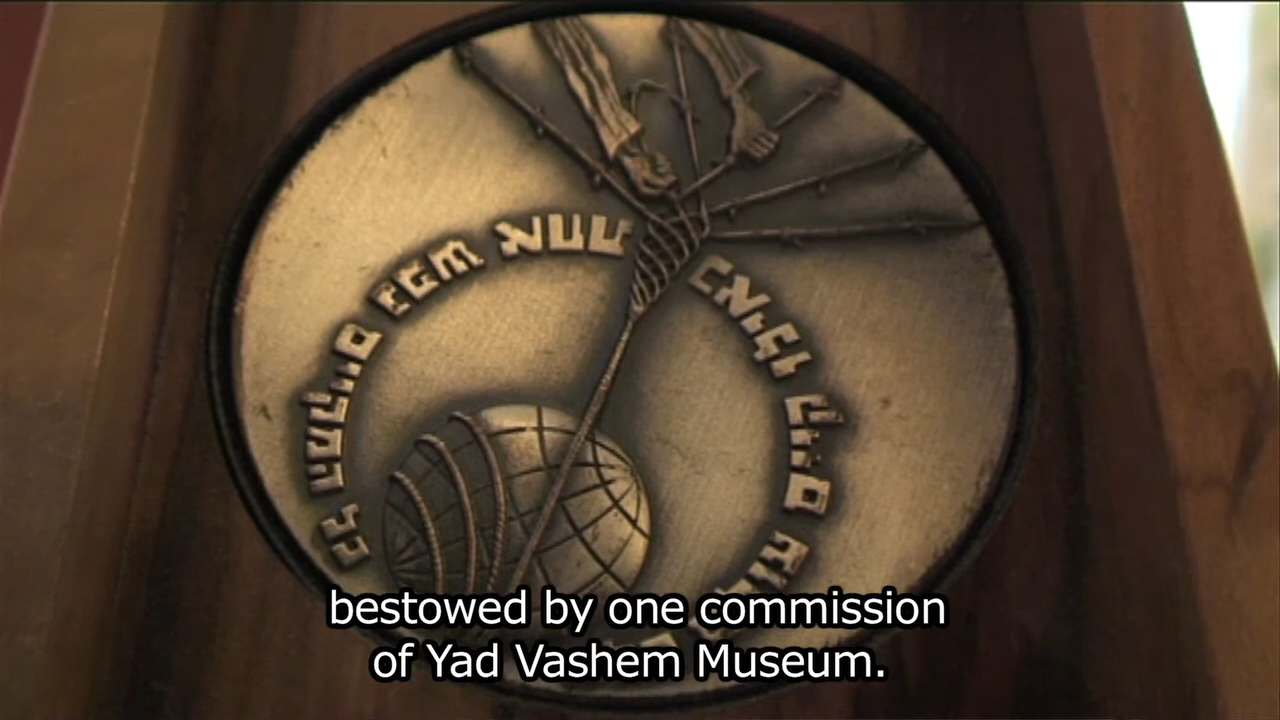 כל המקיים נפש אחת
כאילו קיים
bestowed by one commission
of Yad Vashem Museum.